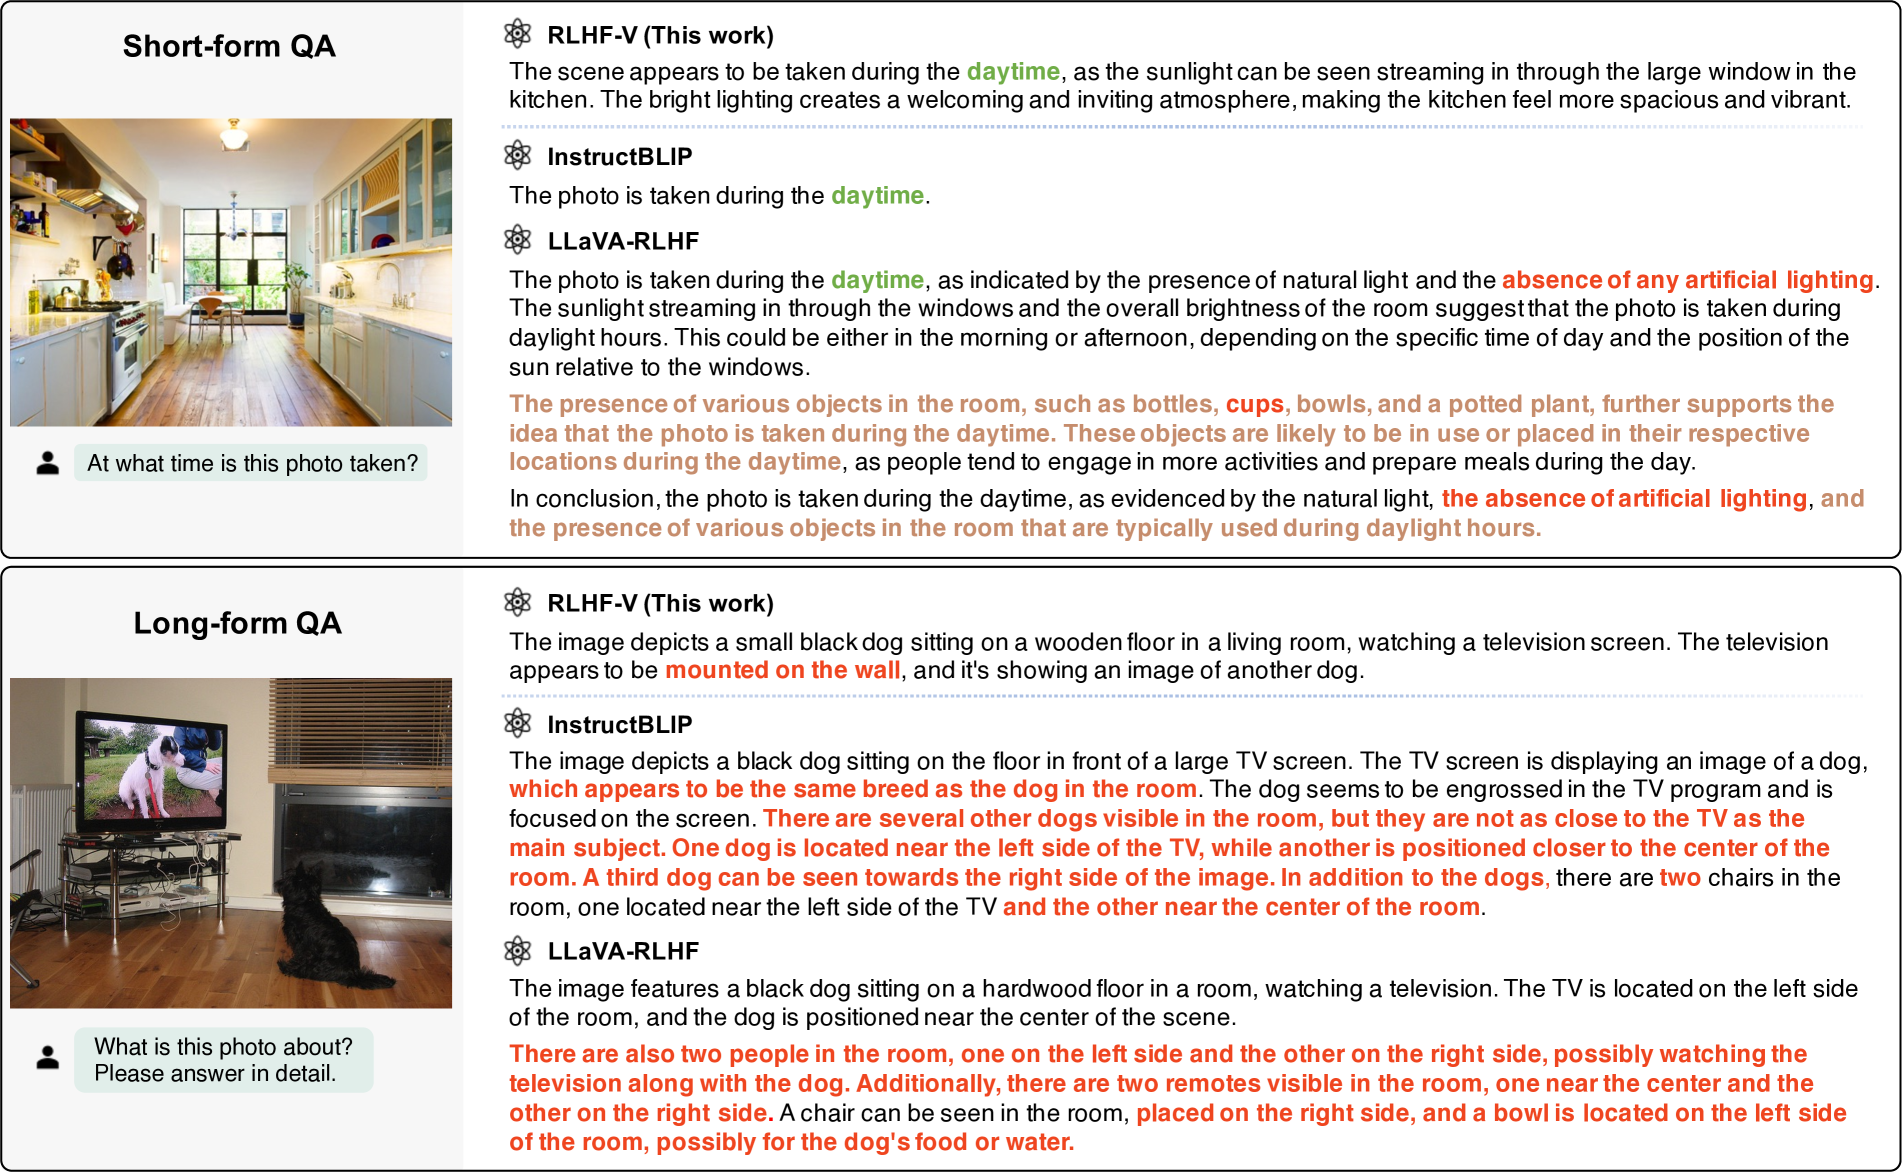 Short-form QA
At what time is this photo taken?
RLHF-V (This work)
The scene appears to be taken during the daytime, as the sunlight can be seen streaming in through the large window in the
kitchen. The bright lighting creates a welcoming and inviting atmosphere, making the kitchen feel more spacious and vibrant.
InstructBLIP
The photo is taken during the daytime.
LLaVA-RLHF
The photo is taken during the daytime, as indicated by the presence of natural light and the absence of any artificial lighting.
The sunlight streaming in through the windows and the overall brightness of the room suggest that the photo is taken during
daylight hours. This could be either in the morning or afternoon, depending on the specific time of day and the position of the
sun relative to the windows.
The presence of various objects in the room, such as bottles, cups, bowls, and a potted plant, further supports the
idea that the photo is taken during the daytime. These objects are likely to be in use or placed in their respective
locations during the daytime, as people tend to engage in more activities and prepare meals during the day.
In conclusion, the photo is taken during the daytime, as evidenced by the natural light, the absence of artificial lighting, and
the presence of various objects in the room that are typically used during daylight hours.
Long-form QA
What is this photo about?
Please answer in detail.
RLHF-V (This work)
The image depicts a small black dog sitting on a wooden floor in a living room, watching a television screen. The television
appears to be mounted on the wall, and it's showing an image of another dog.
InstructBLIP
The image depicts a black dog sitting on the floor in front of a large TV screen. The TV screen is displaying an image of a dog,
which appears to be the same breed as the dog in the room. The dog seems to be engrossed in the TV program and is
focused on the screen. There are several other dogs visible in the room, but they are not as close to the TV as the
main subject. One dog is located near the left side of the TV, while another is positioned closer to the center of the
room. A third dog can be seen towards the right side of the image. In addition to the dogs, there are two chairs in the
room, one located near the left side of the TV and the other near the center of the room.
LLaVA-RLHF
The image features a black dog sitting on a hardwood floor in a room, watching a television. The TV is located on the left side
of the room, and the dog is positioned near the center of the scene.
There are also two people in the room, one on the left side and the other on the right side, possibly watching the
television along with the dog. Additionally, there are two remotes visible in the room, one near the center and the
other on the right side. A chair can be seen in the room, placed on the right side, and a bowl is located on the left side
of the room, possibly for the dog's food or water.